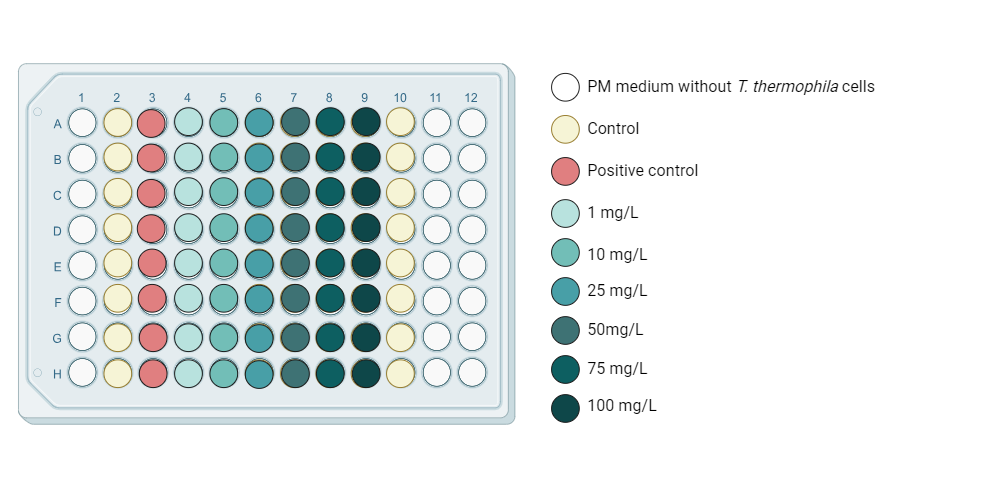 1 2 3 4 5 6 7 8 9 10 11 12
A
B
C
D
E
F
G
H
PM medium without T. thermophila cells
Control
Positive control
1 mg/L
10 mg/L
25 mg/L
50mg/L
75 mg/L
100 mg/L